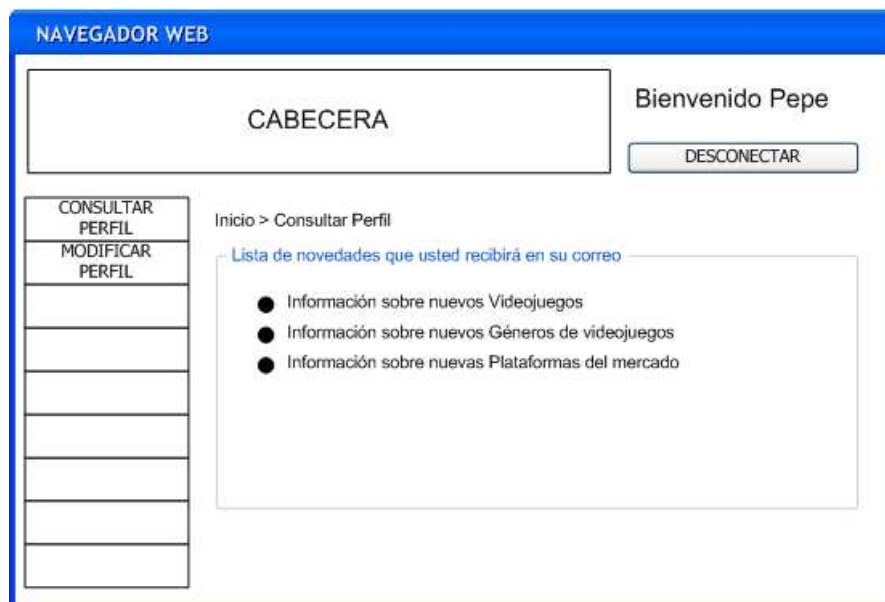 NAVEGADOR WEB
CABECERA
Bienvenido Pepe
DESCONECTAR
CONSULTAR
PERFIL
MODIFICAR
PERFIL
Inicio > Consultar Perfil
Lista de novedades que usted recibirá en su correo
Información sobre nuevos Videojuegos
Información sobre nuevos Géneros de videojuegos
Información sobre nuevas Plataformas del mercado